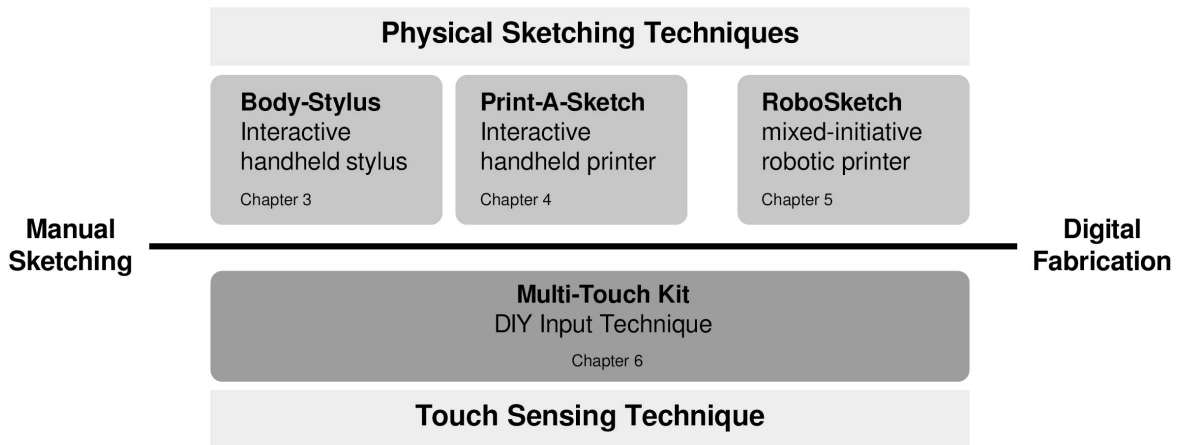 Physical Sketching Techniques
Body-Stylus
Interactive
handheld stylus
Chapter 3
Print-A-Sketch
Interactive
handheld printer
Chapter 4
RoboSketch
mixed-initiative
robotic printer
Chapter 5
Manual
Sketching
Digital
Fabrication
Multi-Touch Kit
DIY Input Technique
Chapter 6
Touch Sensing Technique